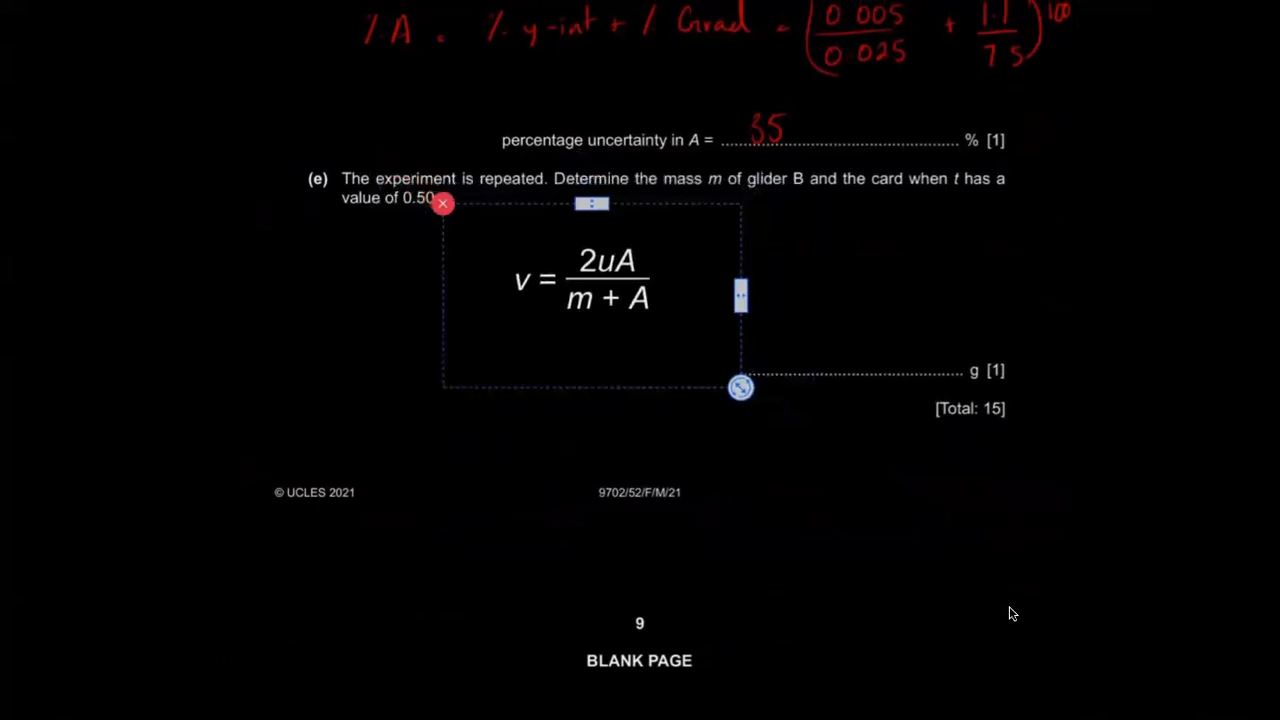 % A = % y-int + % Grad = (0.005/0.025 + 1.1/7.5) 100
percentage uncertainty in A = 35 % [1]
(e) The experiment is repeated. Determine the mass m of glider B and the card when t has a
value of 0.50
v = 2uA / m + A
g [1]
[Total: 15]
© UCLES 2021 9702/52/F/M/21
9
BLANK PAGE